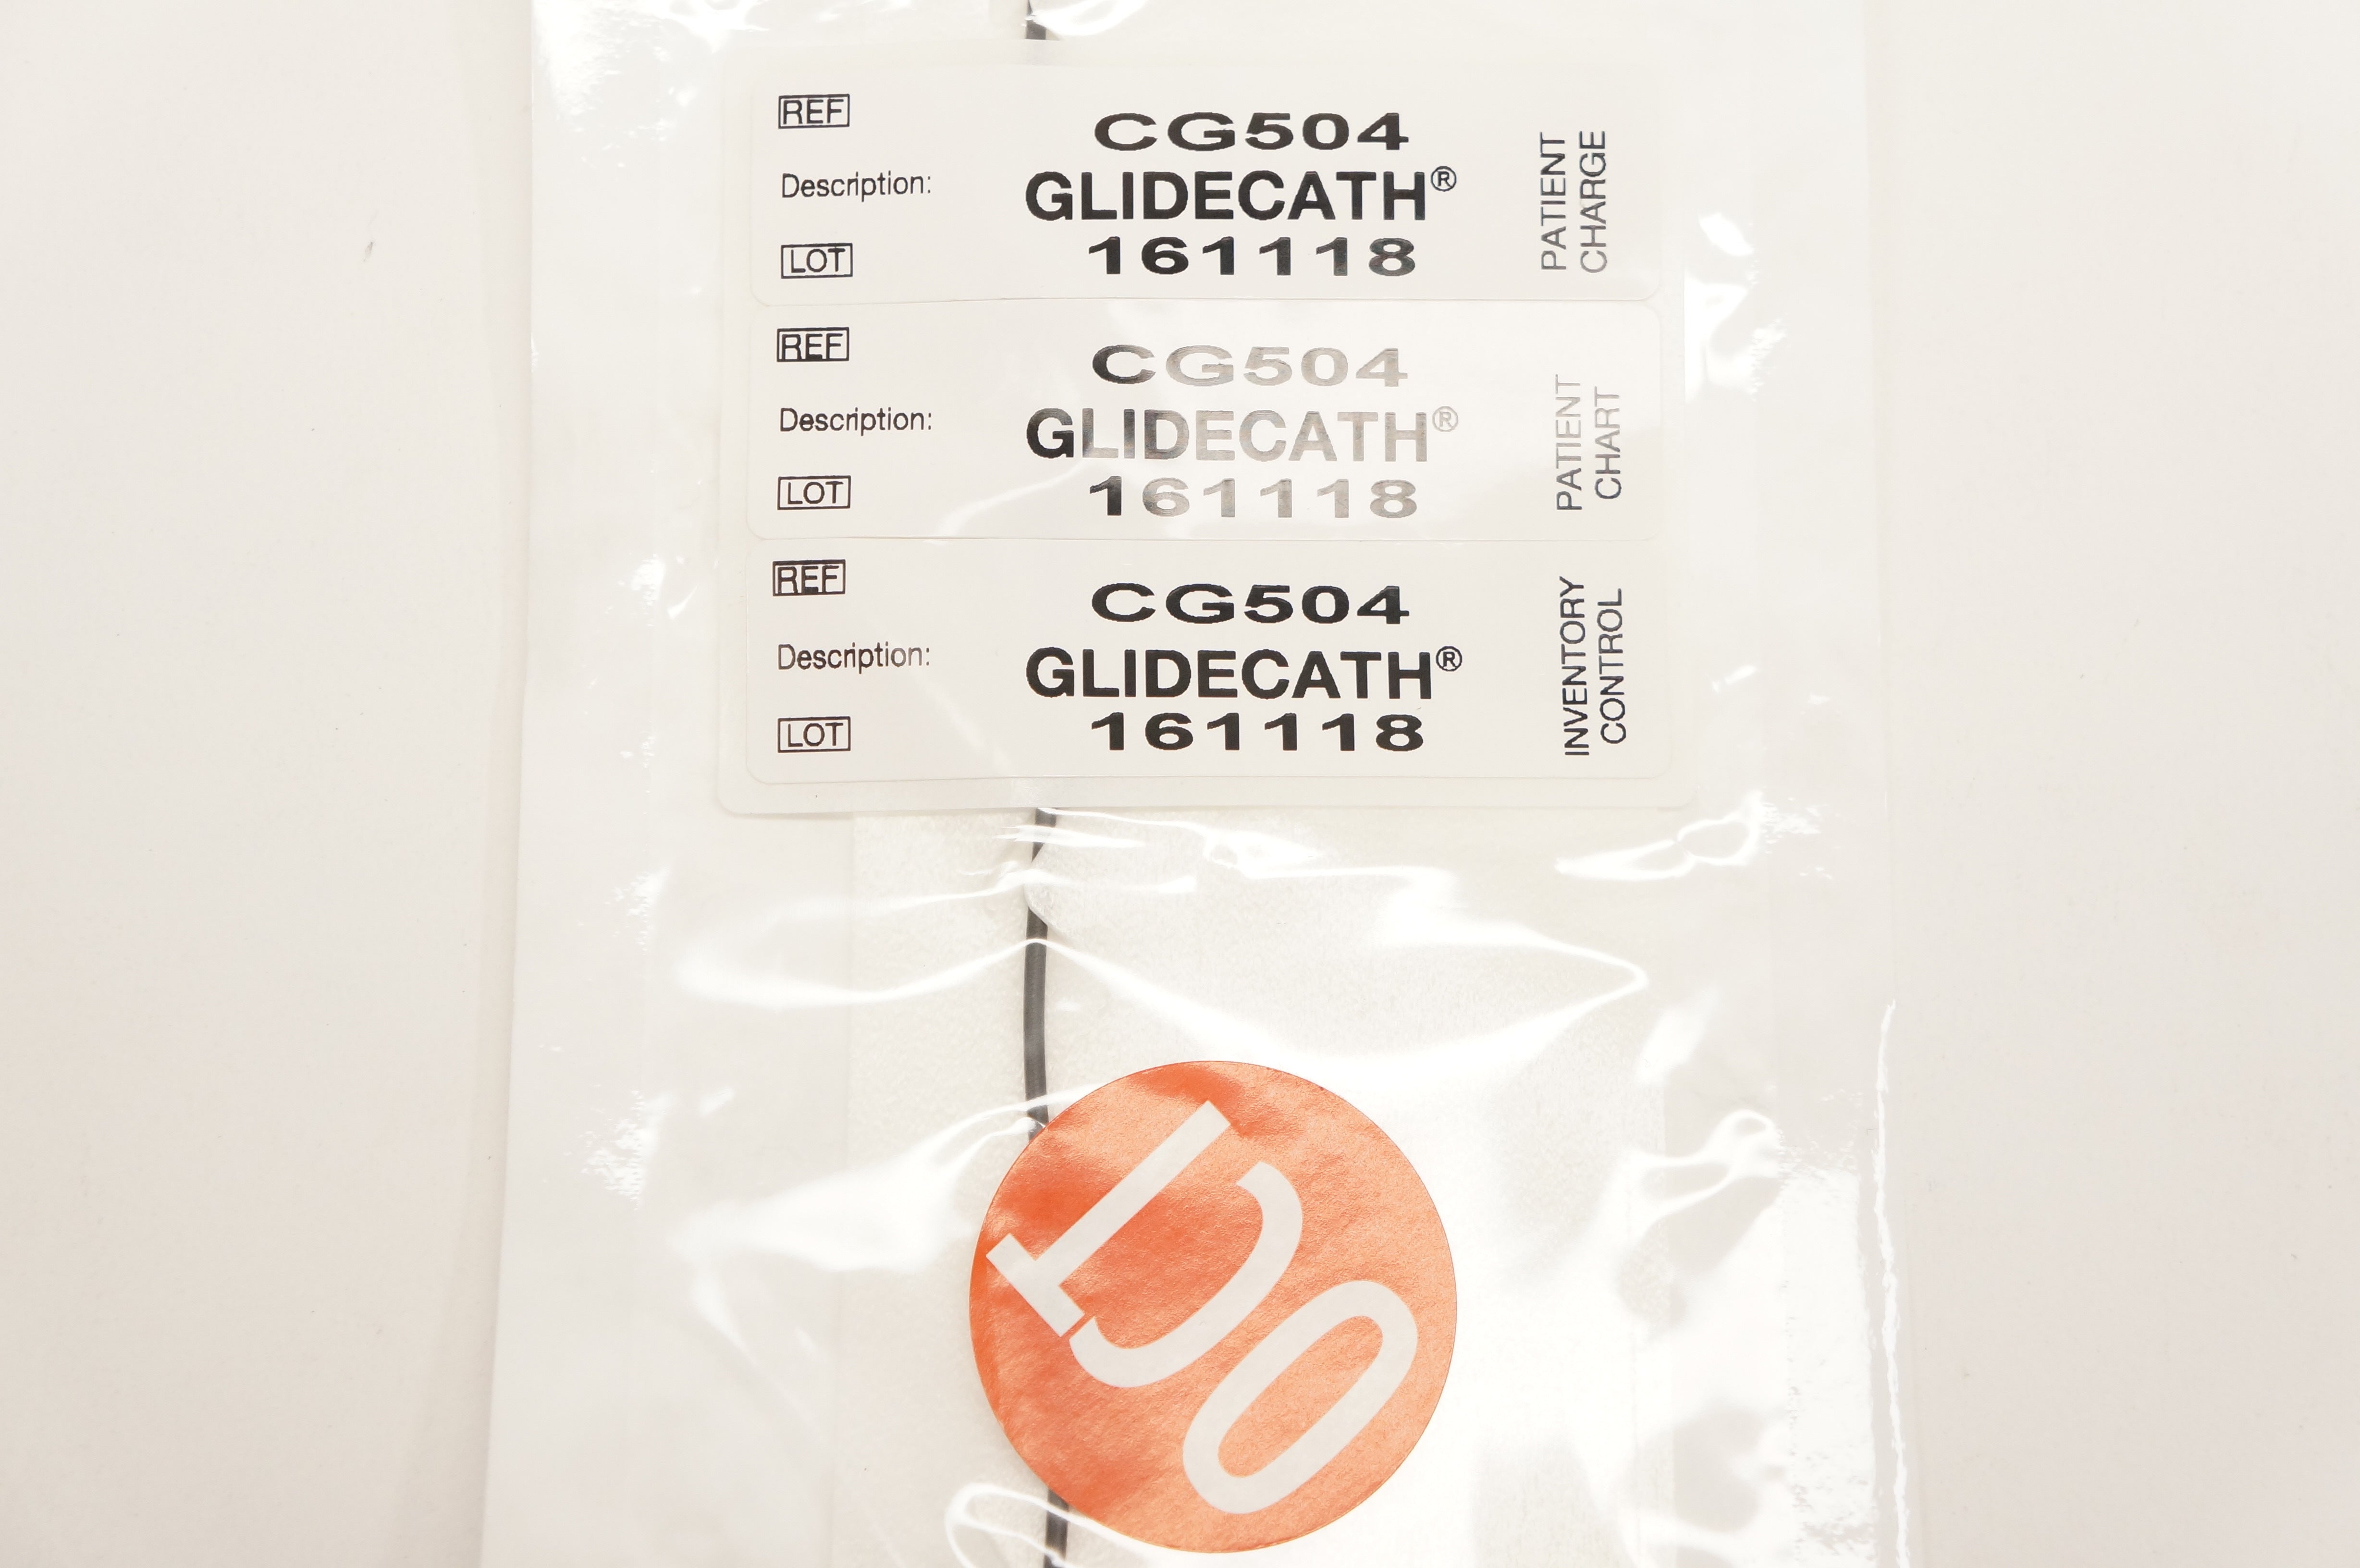 REF CG504
Description: GLIDECATH®
LOT 161118
PATIENT
CHARGE
REF CG504
Description: GLIDECATH®
LOT 161118
PATIENT
CHART
REF CG504
Description: GLIDECATH®
LOT 161118
INVENTORY
CONTROL
OCT